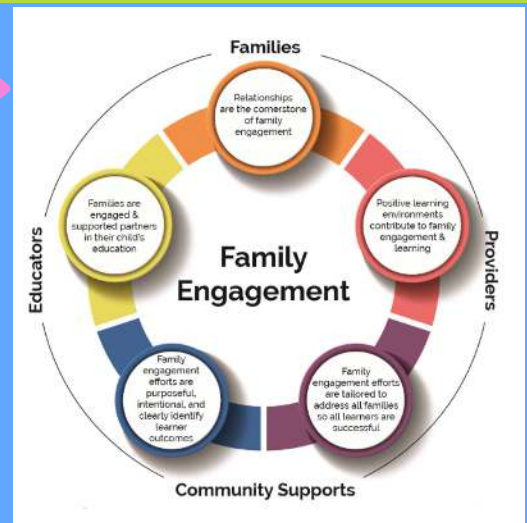 Families
Relationships
are the cornerstone
of family
engagement
Families are
engaged &
supported partners
in their child's
education
Positive learning
environments
contribute to family
engagement &
learning
Educators
Providers
Family
Engagement
Family
engagement
efforts are
purposeful,
intentional, and
clearly identify
learner
outcomes
Family
engagement efforts
are tailored to
address all families
so all learners are
successful
Community Supports